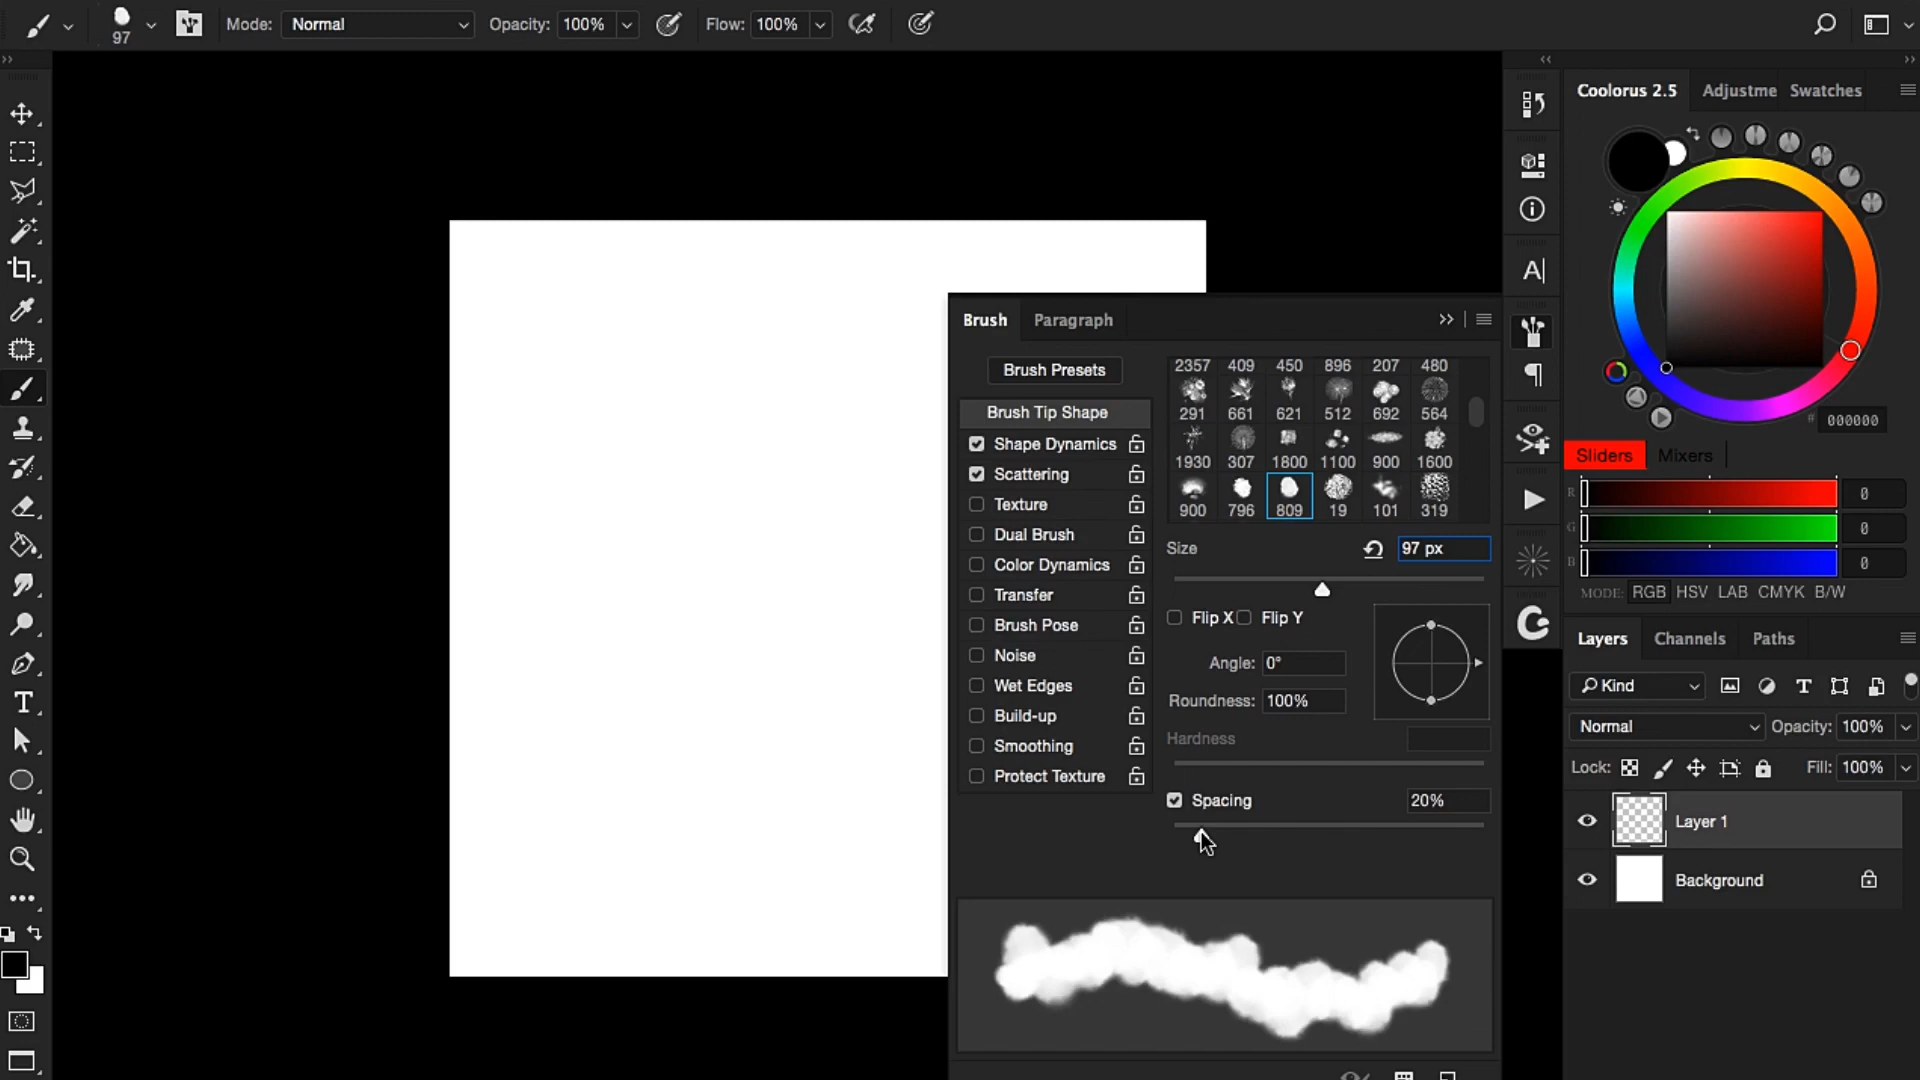 97 Mode: Normal Opacity: 100% Flow: 100%
Coolorus 2.5 Adjustme Swatches
# 000000
Sliders Mixers
R 0
G 0
B 0
MODE: RGB HSV LAB CMYK B/W
Brush Paragraph
Brush Presets
Brush Tip Shape
Shape Dynamics
Scattering
Texture
Dual Brush
Color Dynamics
Transfer
Brush Pose
Noise
Wet Edges
Build-up
Smoothing
Protect Texture
2357 409 450 896 207 480
291 661 621 512 692 564
1930 307 1800 1100 900 1600
900 796 809 19 101 319
Size 97 px
Flip X Flip Y
Angle: 0°
Roundness: 100%
Hardness
Spacing 20%
Layers Channels Paths
Kind
Normal Opacity: 100%
Lock: Fill: 100%
Layer 1
Background